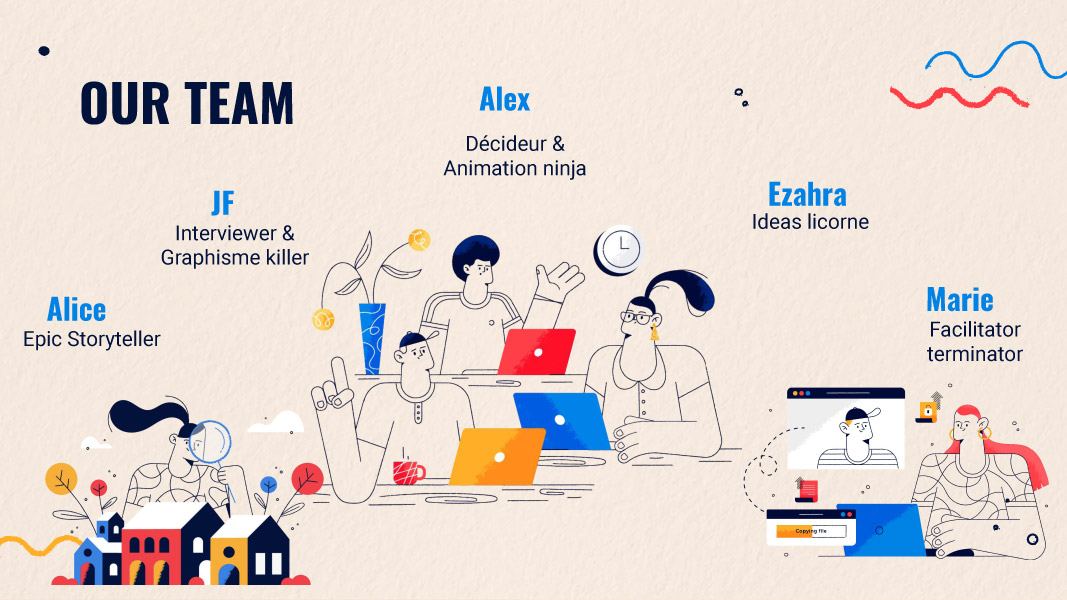 OUR TEAM
Alex
Décideur &
Animation ninja
JF
Interviewer &
Graphisme killer
Ezahra
Ideas licorne
Alice
Epic Storyteller
Marie
Facilitator
terminator
Copying file